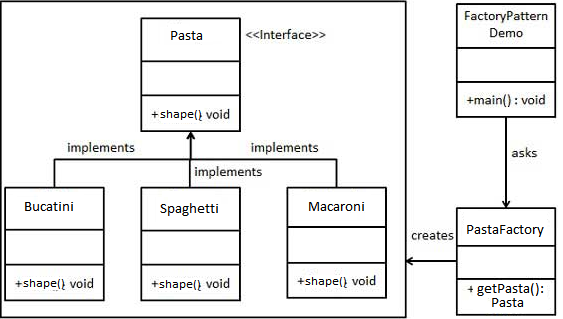 Pasta
<<Interface>>
+shape(}. void
implements
implements
implements
Bucatini
+shape(}. void
Spaghetti
+shape(}. void
Macaroni
+shape(}. void
FactoryPattern
Demo
+main() : void
asks
PastaFactory
+ getPasta():
Pasta
creates